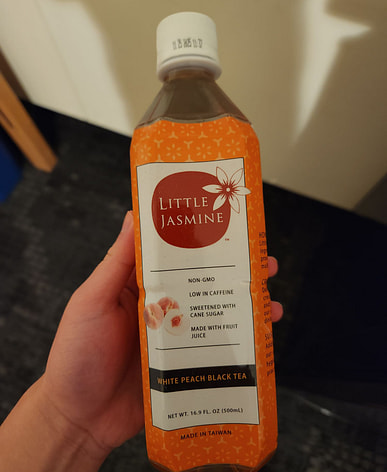 LITTLE
JASMINE
TM
NON-GMO
LOW IN CAFFEINE
SWEETENED WITH
CANE SUGAR
MADE WITH FRUIT
JUICE
WHITE PEACH BLACK TEA
NET WT. 16.9 FL. OZ (500mL)
MADE IN TAIWAN